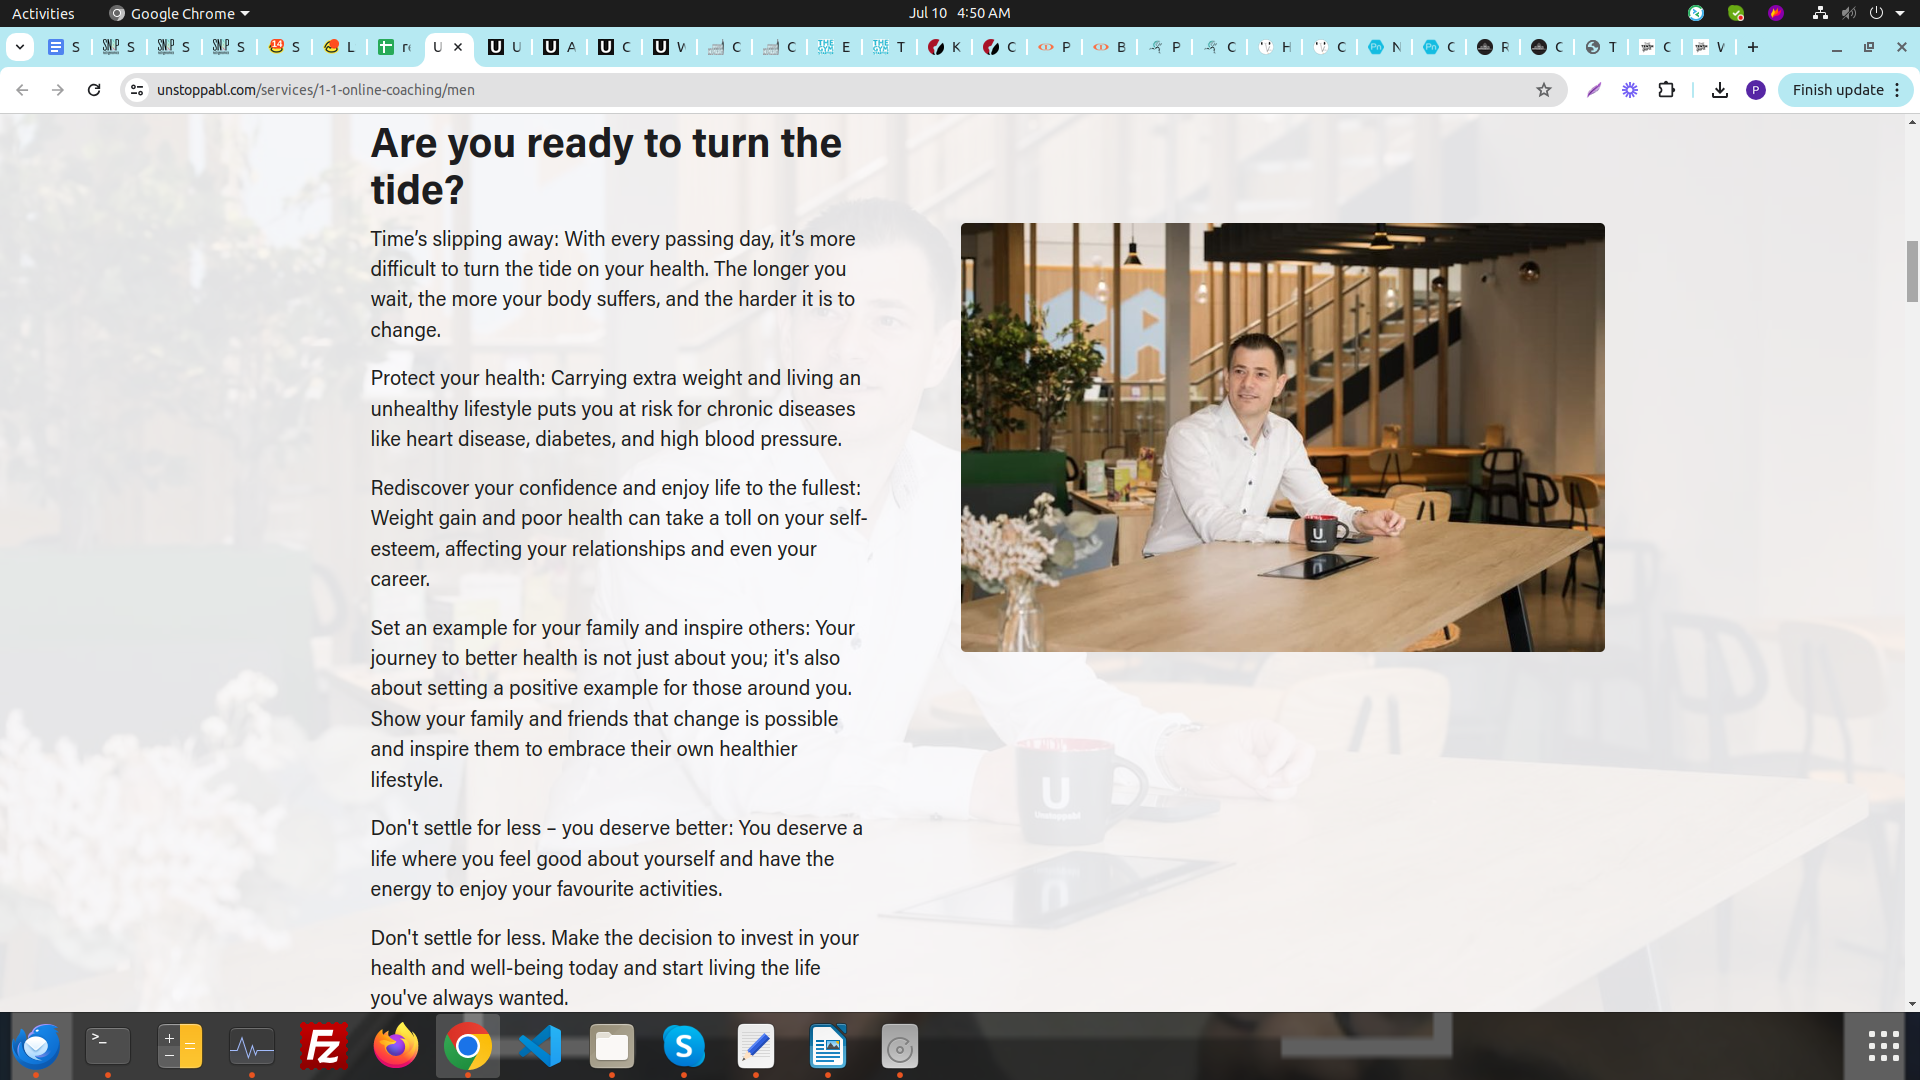 Activities
Google Chrome
Jul 10 4:50 AM
S
S
S
S
S
L
re
U
U
A
C
V
C
C
E
T
K
C
P
B
P
C
H
C
N
C
R
C
T
C
V
unstoppabl.com/services/1-1-online-coaching/men
P
Finish update
Are you ready to turn the
tide?
Time’s slipping away: With every passing day, it’s more
difficult to turn the tide on your health. The longer you
wait, the more your body suffers, and the harder it is to
change.
Protect your health: Carrying extra weight and living an
unhealthy lifestyle puts you at risk for chronic diseases
like heart disease, diabetes, and high blood pressure.
Rediscover your confidence and enjoy life to the fullest:
Weight gain and poor health can take a toll on your self-
esteem, affecting your relationships and even your
career.
Set an example for your family and inspire others: Your
journey to better health is not just about you; it's also
about setting a positive example for those around you.
Show your family and friends that change is possible
and inspire them to embrace their own healthier
lifestyle.
Don't settle for less – you deserve better: You deserve a
life where you feel good about yourself and have the
energy to enjoy your favourite activities.
Don't settle for less. Make the decision to invest in your
health and well-being today and start living the life
you've always wanted.
U
U
Unstoppabl